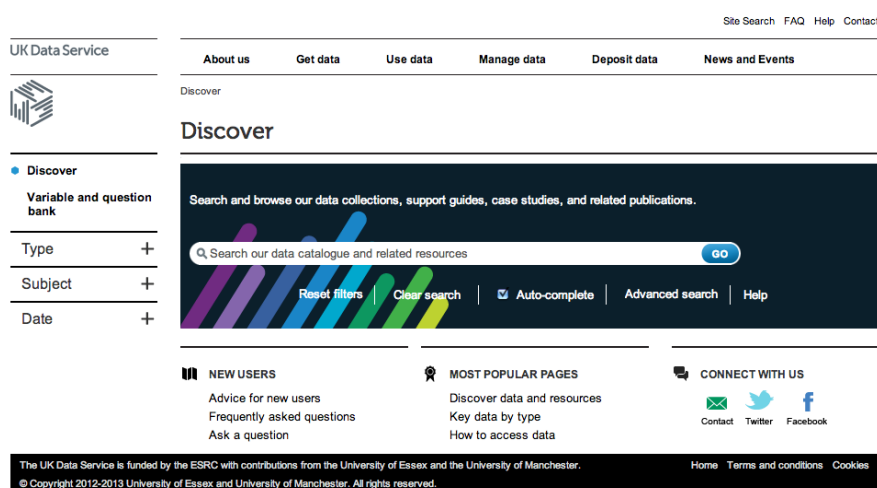 Site Search FAQ Help Contact
UK Data Service
About us Get data Use data Manage data Deposit data News and Events
Discover
Discover
Discover
Variable and question
bank
Type
Subject
Date
Search and browse our data collections, support guides, case studies, and related publications.
Search our data catalogue and related resources
GO
Reset filters Clear search Auto-complete Advanced search Help
NEW USERS
Advice for new users
Frequently asked questions
Ask a question
MOST POPULAR PAGES
Discover data and resources
Key data by type
How to access data
CONNECT WITH US
Contact Twitter Facebook
The UK Data Service is funded by the ESRC with contributions from the University of Essex and the University of Manchester.
Home Terms and conditions Cookies
© Copyright 2012-2013 University of Essex and University of Manchester. All rights reserved.